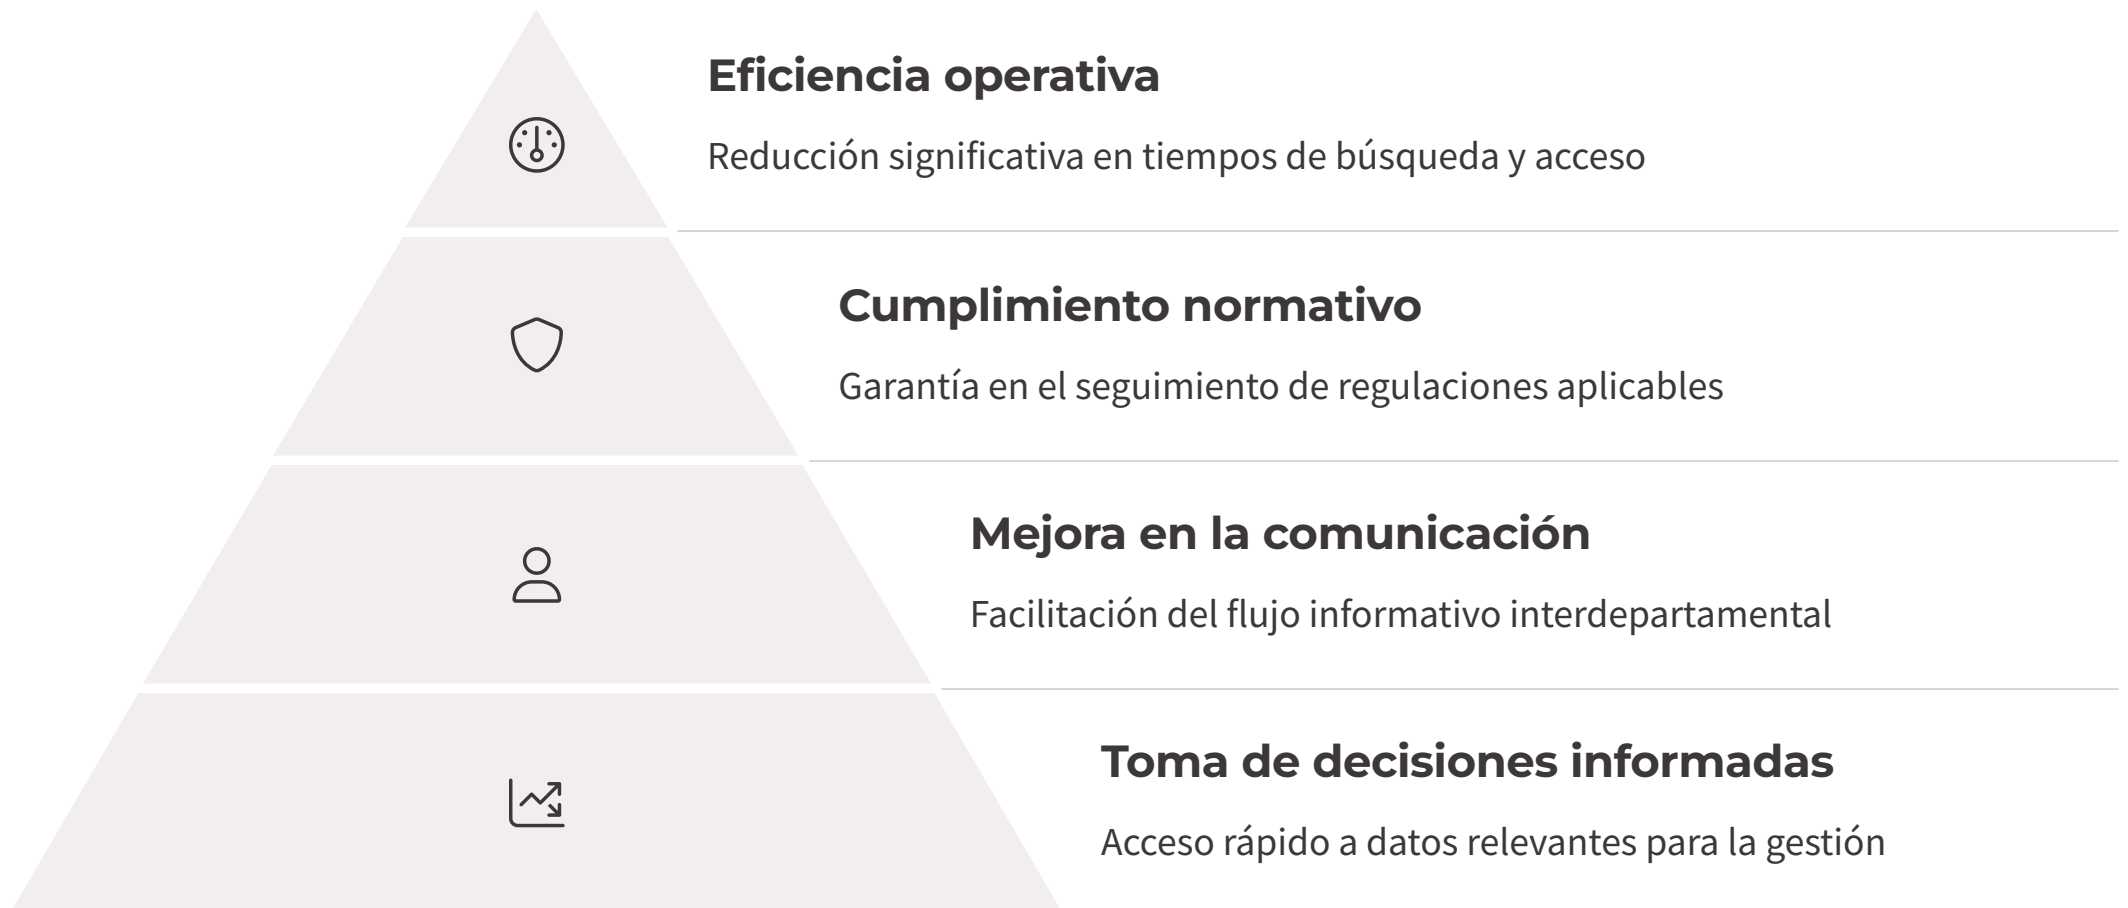 Eficiencia operativa
Reducción significativa en tiempos de búsqueda y acceso
Cumplimiento normativo
Garantía en el seguimiento de regulaciones aplicables
Mejora en la comunicación
Facilitación del flujo informativo interdepartamental
Toma de decisiones informadas
Acceso rápido a datos relevantes para la gestión